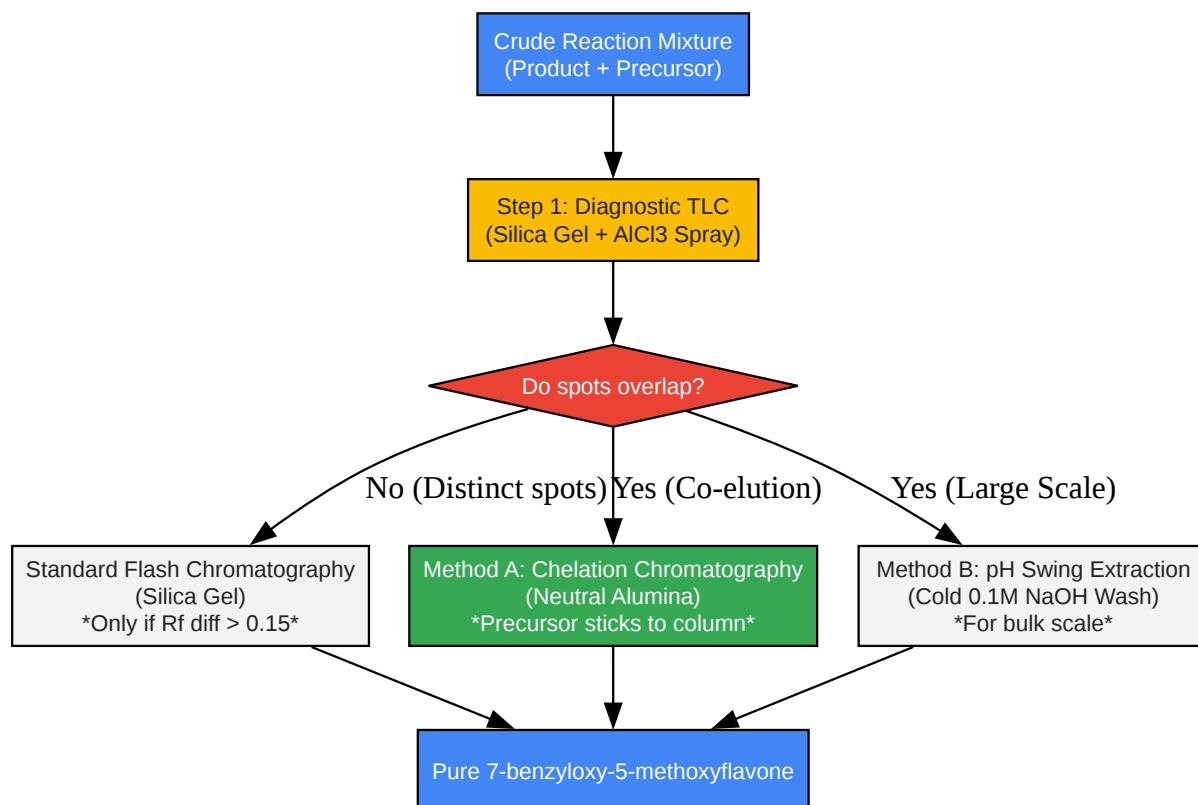 Crude Reaction Mixture
(Product + Precursor)
Step 1: Diagnostic TLC
(Silica Gel + AlCl3 Spray)
Do spots overlap?
No (Distinct spots)
Yes (Co-elution)
Yes (Large Scale)
Standard Flash Chromatography
(Silica Gel)
*Only if Rf diff > 0.15*
Method A: Chelation Chromatography
(Neutral Alumina)
*Precursor sticks to column*
Method B: pH Swing Extraction
(Cold 0.1M NaOH Wash)
*For bulk scale*
Pure 7-benzyloxy-5-methoxyflavone